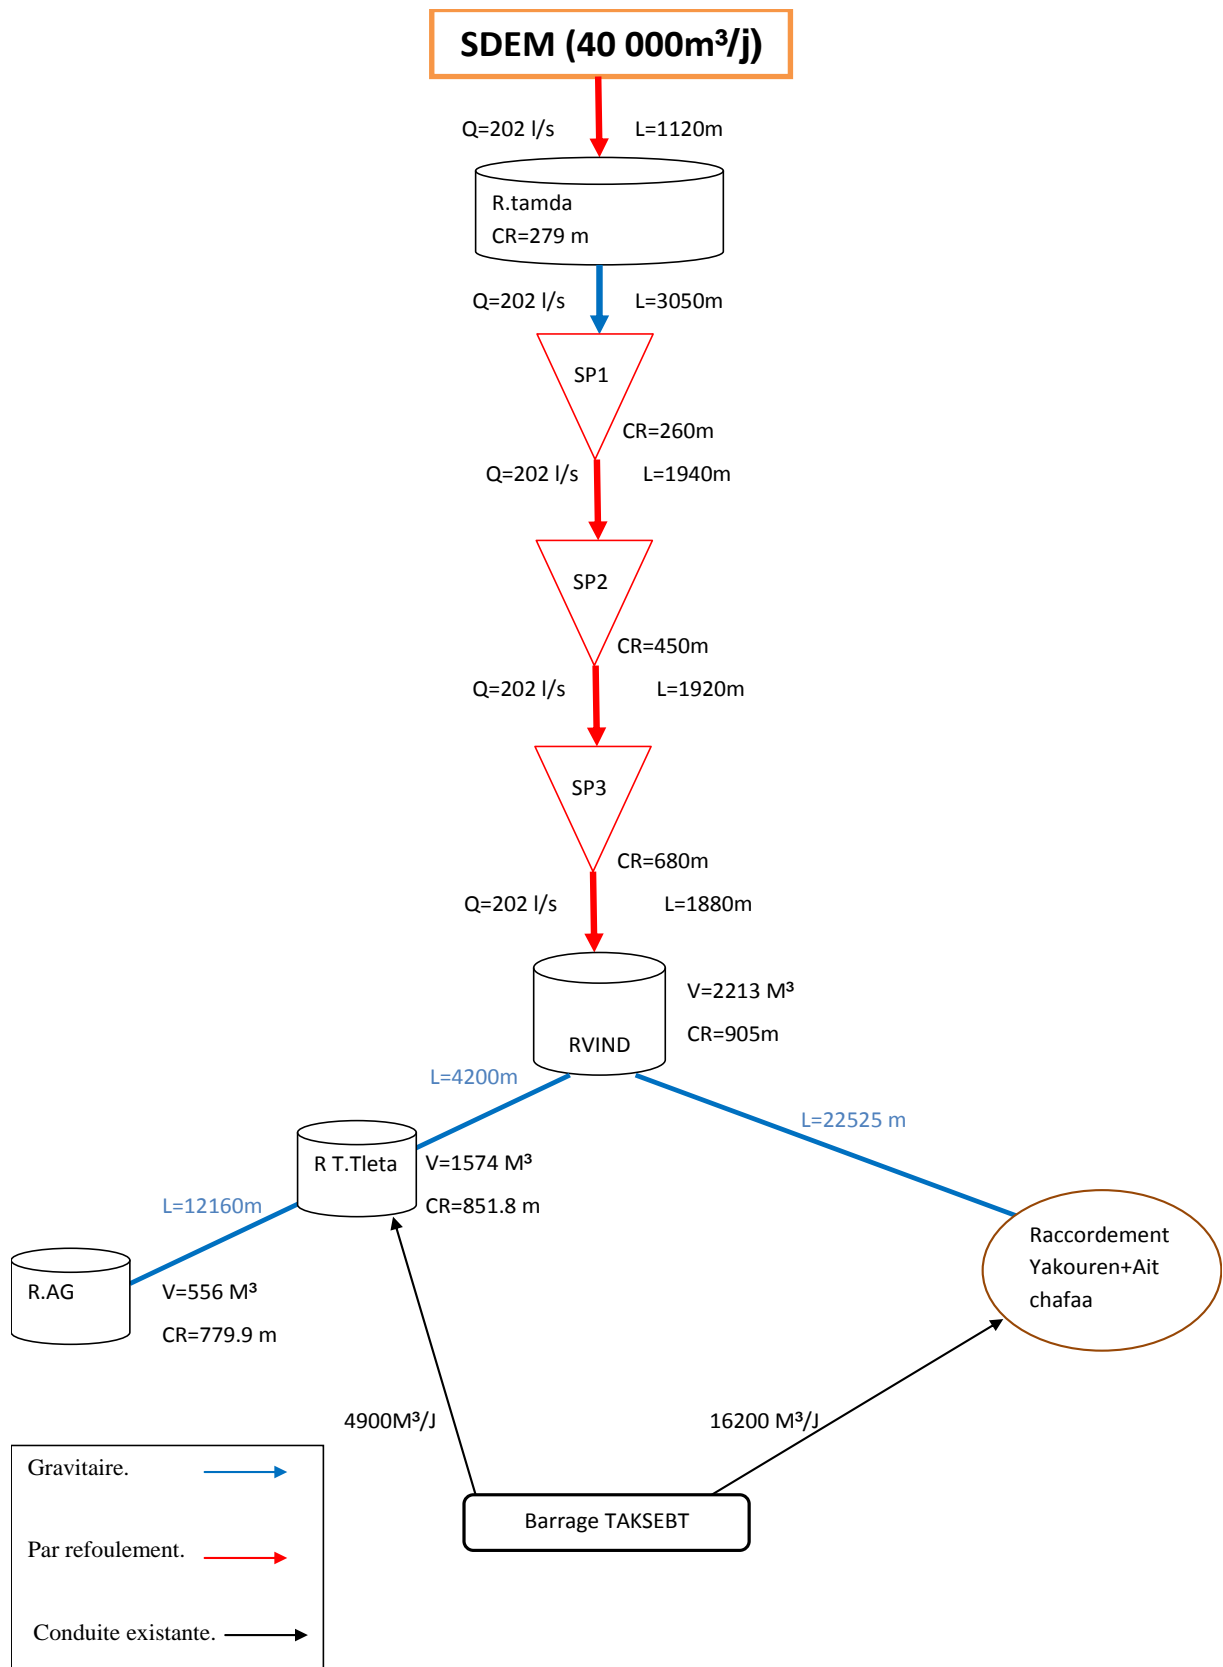 SDEM (40 000m³/j)
Q=202 l/s L=1120m
R.tamda
CR=279 m
Q=202 l/s L=3050m
SP1
CR=260m
Q=202 l/s L=1940m
SP2
CR=450m
Q=202 l/s L=1920m
SP3
CR=680m
Q=202 l/s L=1880m
V=2213 M³
CR=905m
RVIND
L=4200m
L=22525 m
R T.Tleta
V=1574 M³
CR=851.8 m
L=12160m
R.AG
V=556 M³
CR=779.9 m
Raccordement
Yakouren+Ait
chafaa
4900M³/J
16200 M³/J
Barrage TAKSEBT
Gravitaire.
Par refoulement.
Conduite existante.